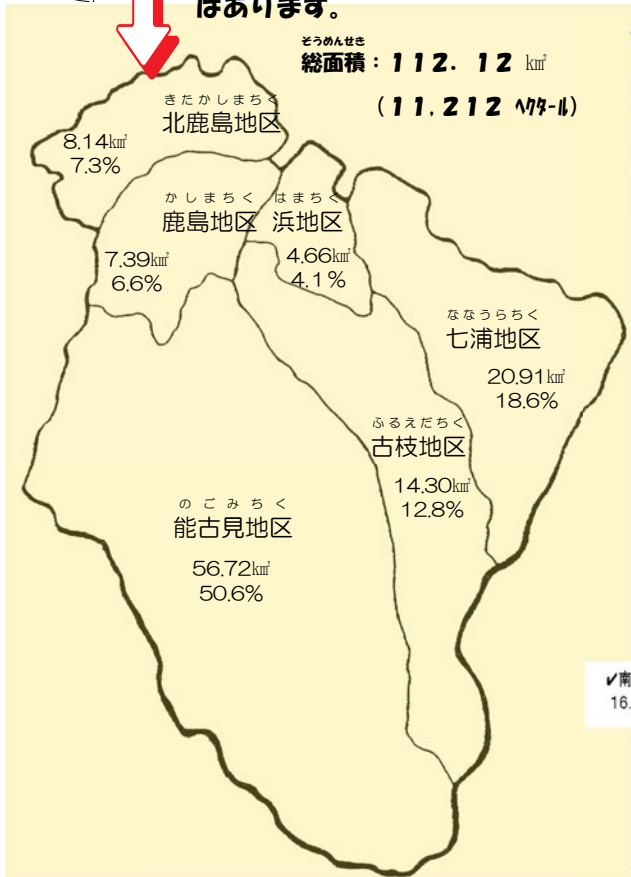 はあります。
そうめんせき
総面積：112．12 ㎢
（11,212 ヘクタール）
きたかしまちく
北鹿島地区
8.14㎢
7.3%
かしまちく
鹿島地区
7.39㎢
6.6%
はまちく
浜地区
4.66㎢
4.1%
ななうらちく
七浦地区
20.91㎢
18.6%
ふるえだちく
古枝地区
14.30㎢
12.8%
のごみちく
能古見地区
56.72㎢
50.6%
✔南
16.